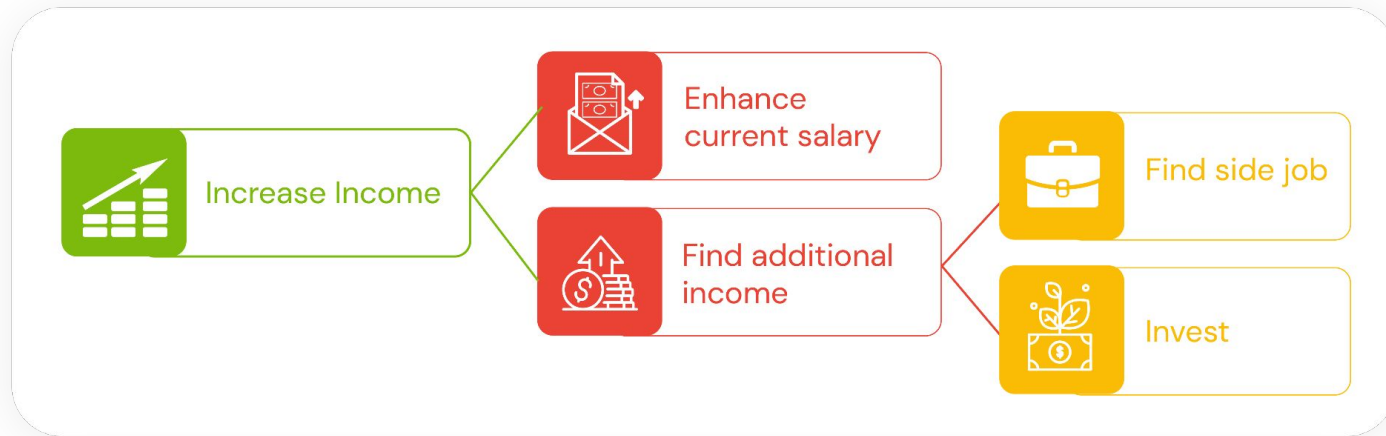 Increase Income
Enhance
current salary
Find additional
income
Find side job
Invest